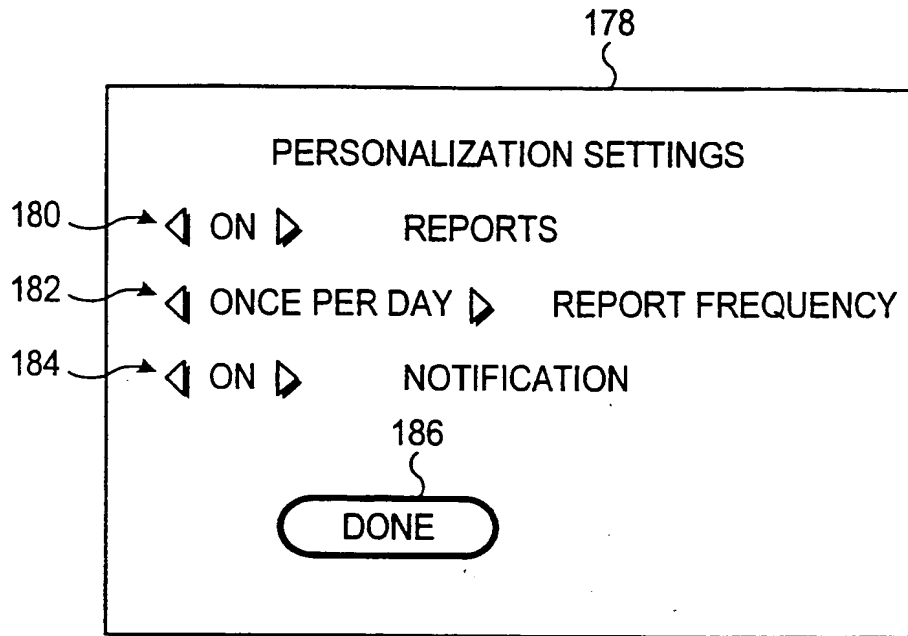 178
PERSONALIZATION SETTINGS
180 ON REPORTS
182 ONCE PER DAY REPORT FREQUENCY
184 ON NOTIFICATION
186
DONE